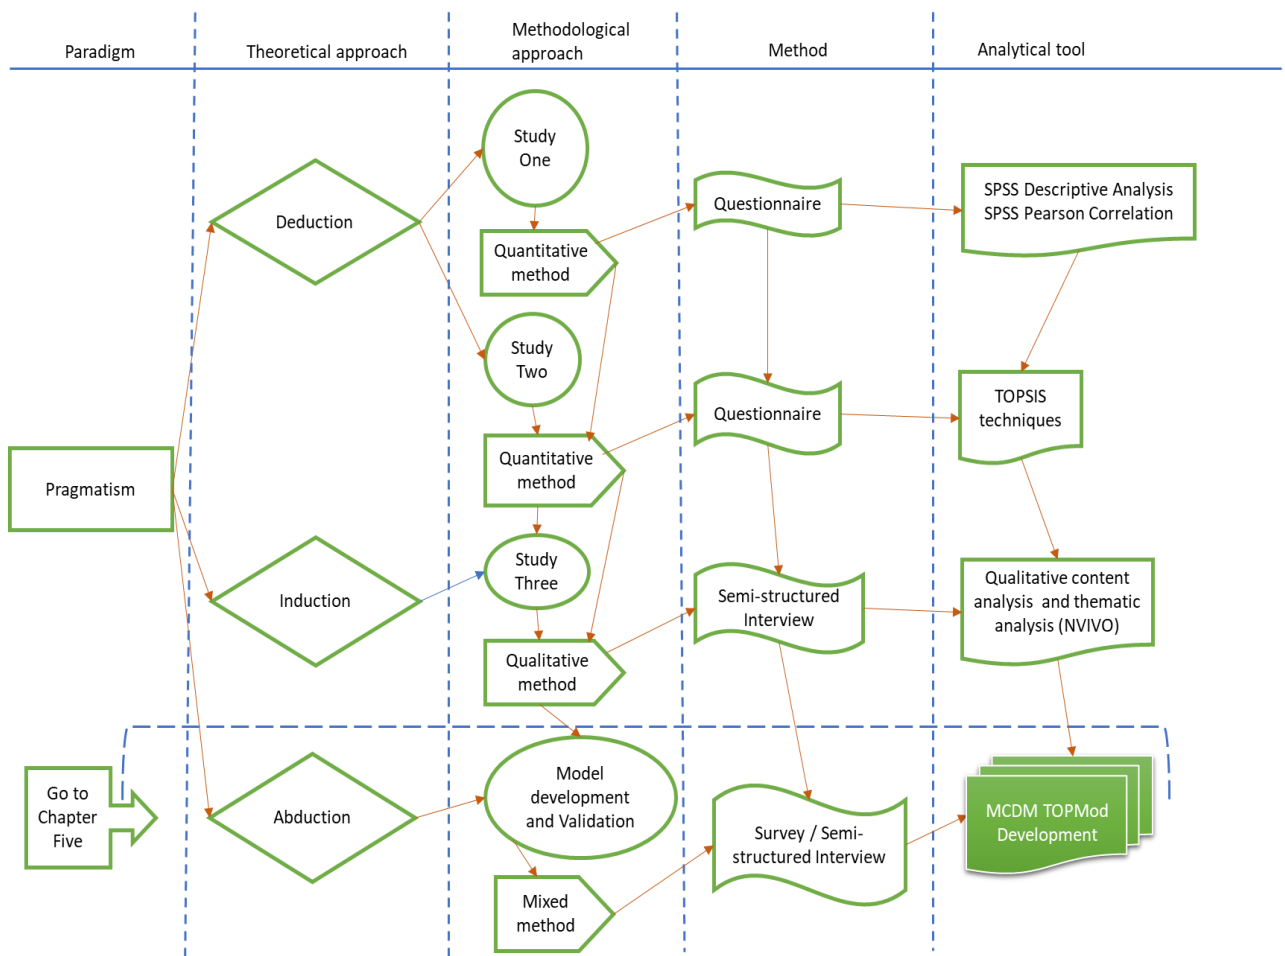 Paradigm
Theoretical approach
Methodological
approach
Method
Analytical tool
Study
One
Deduction
Quantitative
method
Questionnaire
SPSS Descriptive Analysis
SPSS Pearson Correlation
Study
Two
Quantitative
method
Questionnaire
TOPSIS
techniques
Pragmatism
Induction
Study
Three
Qualitative
method
Semi-structured
Interview
Qualitative content
analysis and thematic
analysis (NVIVO)
Go to
Chapter
Five
Abduction
Model
development
and Validation
Mixed
method
Survey / Semi-
structured Interview
MCDM TOPMod
Development